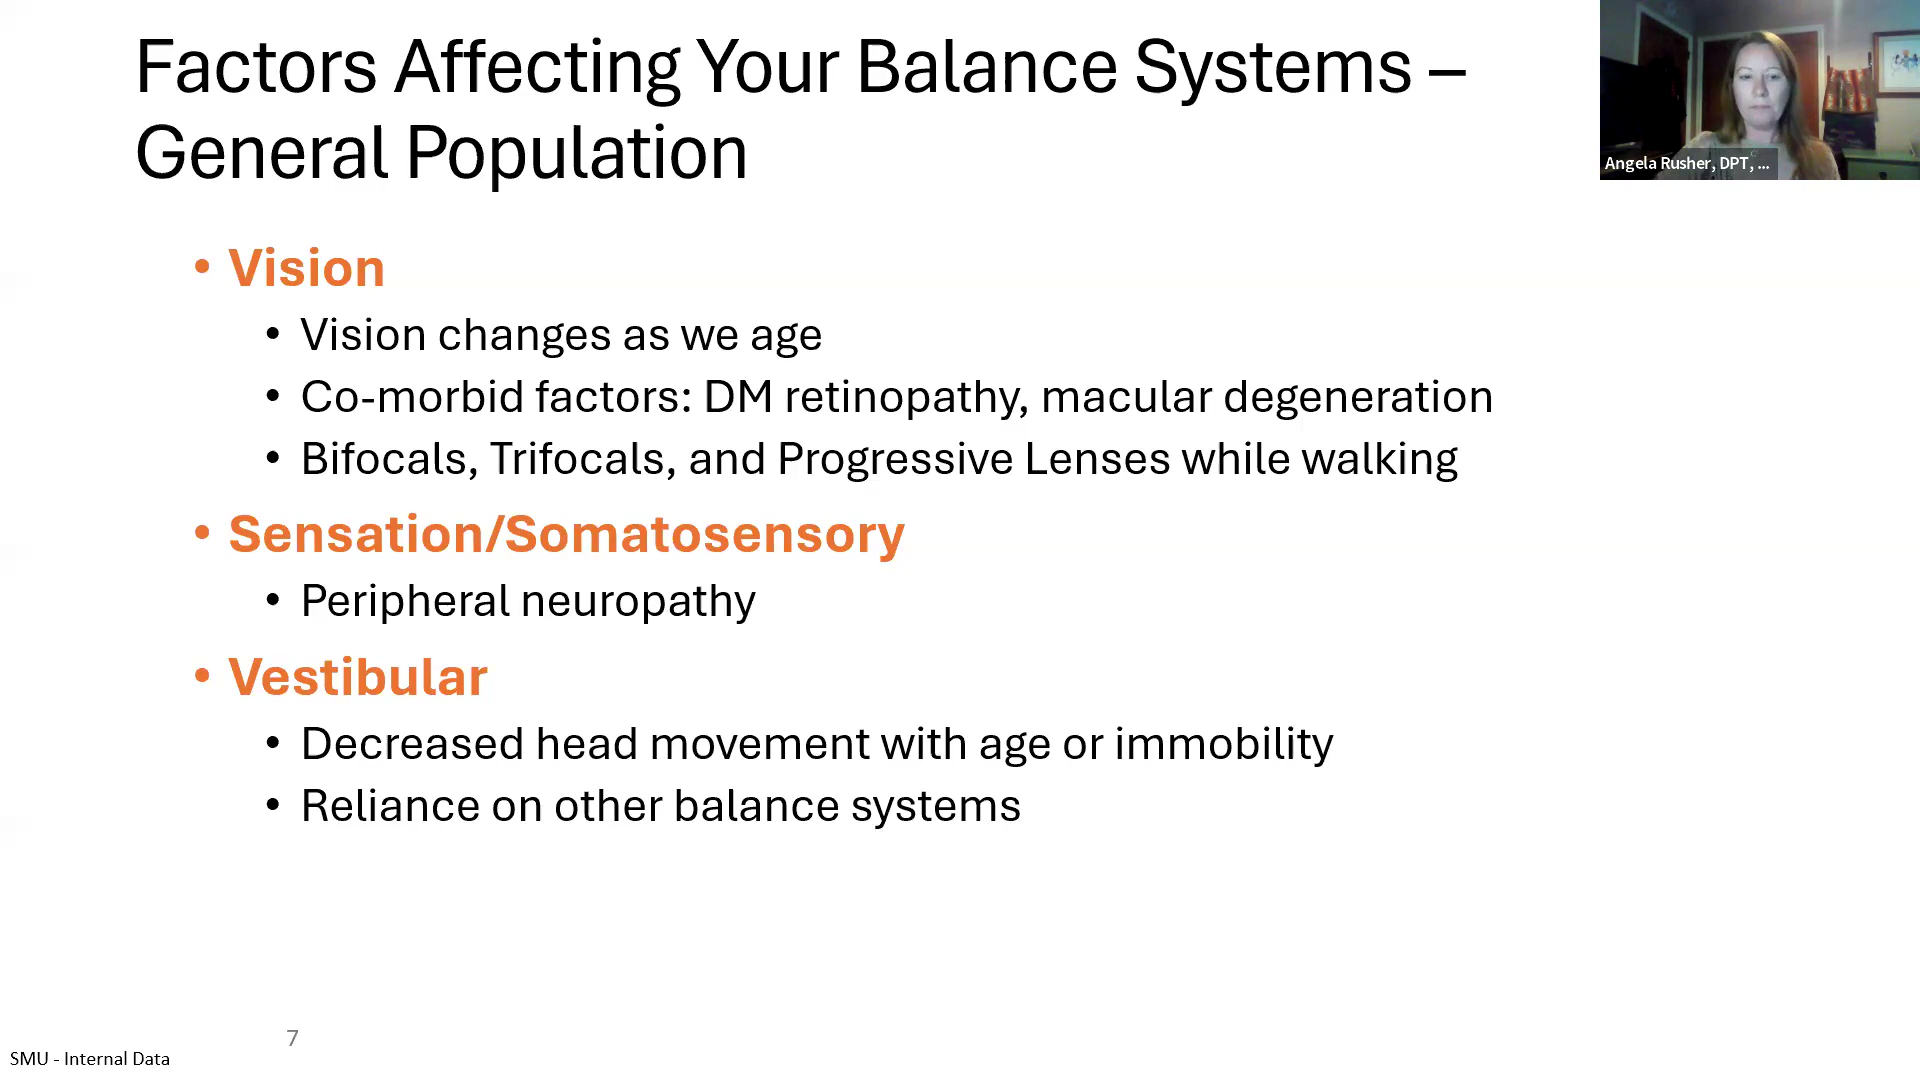 Factors Affecting Your Balance Systems –
General Population
Angela Rusher, DPT, ...
• Vision
• Vision changes as we age
• Co-morbid factors: DM retinopathy, macular degeneration
• Bifocals, Trifocals, and Progressive Lenses while walking
• Sensation/Somatosensory
• Peripheral neuropathy
• Vestibular
• Decreased head movement with age or immobility
• Reliance on other balance systems
7
SMU - Internal Data